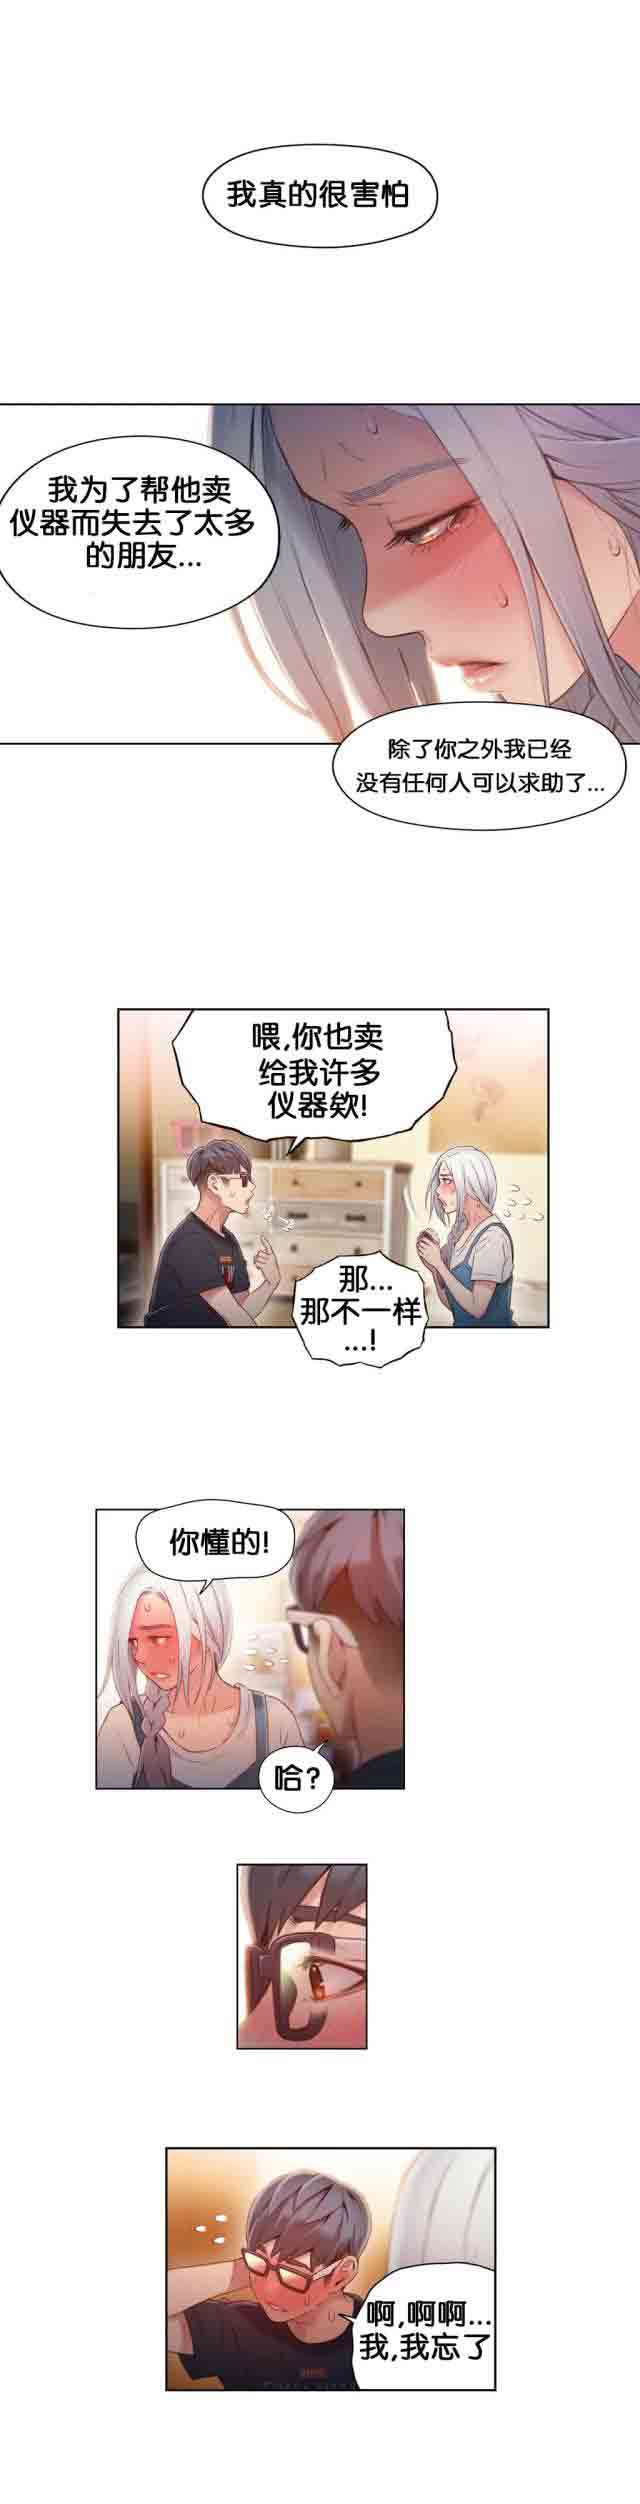 我真的很害怕
我为了帮他卖
仪器而失去了太多
的朋友...
除了你之外我已经
没有任何人可以求助了...
喂,你也卖
给我许多
仪器欸!
那...
那不一样
...!
你懂的!
哈?
啊,啊啊...
我,我忘了